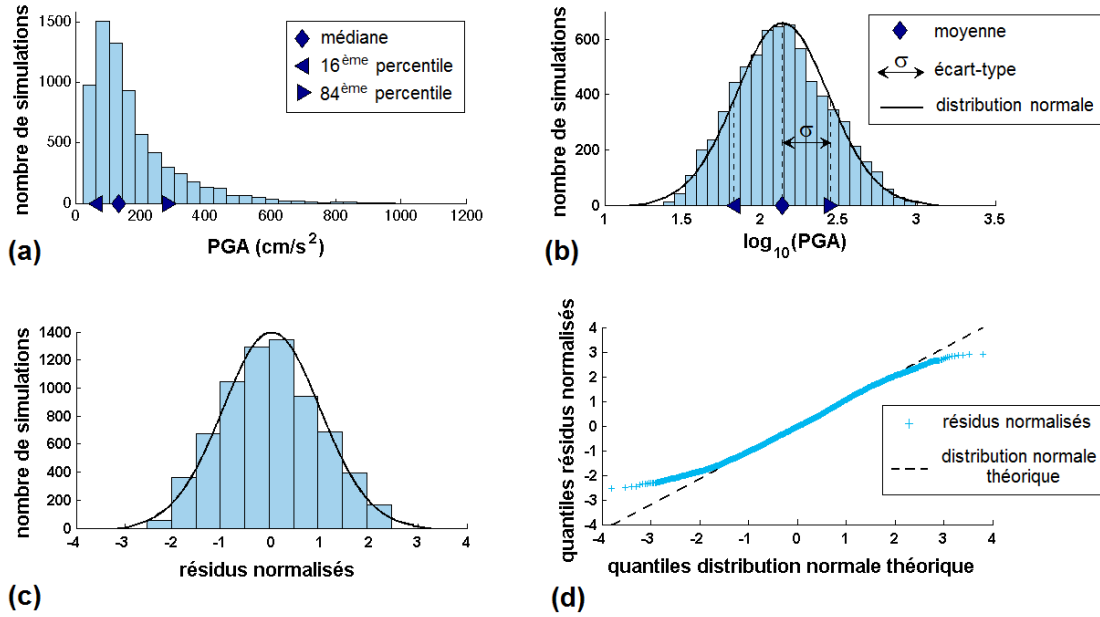 nombre de simulations
1500
1000
500
0
0
200
400
600
800
1000
1200
PGA (cm/s²)
médiane
16ème percentile
84ème percentile
(a)
nombre de simulations
600
400
200
0
1
1.5
2
2.5
3
3.5
log10(PGA)
σ
moyenne
σ
écart-type
distribution normale
(b)
nombre de simulations
1400
1200
1000
800
600
400
200
0
-4
-3
-2
-1
0
1
2
3
4
résidus normalisés
(c)
quantiles résidus normalisés
4
3
2
1
0
-1
-2
-3
-4
-4
-3
-2
-1
0
1
2
3
4
quantiles distribution normale théorique
résidus normalisés
distribution normale
théorique
(d)